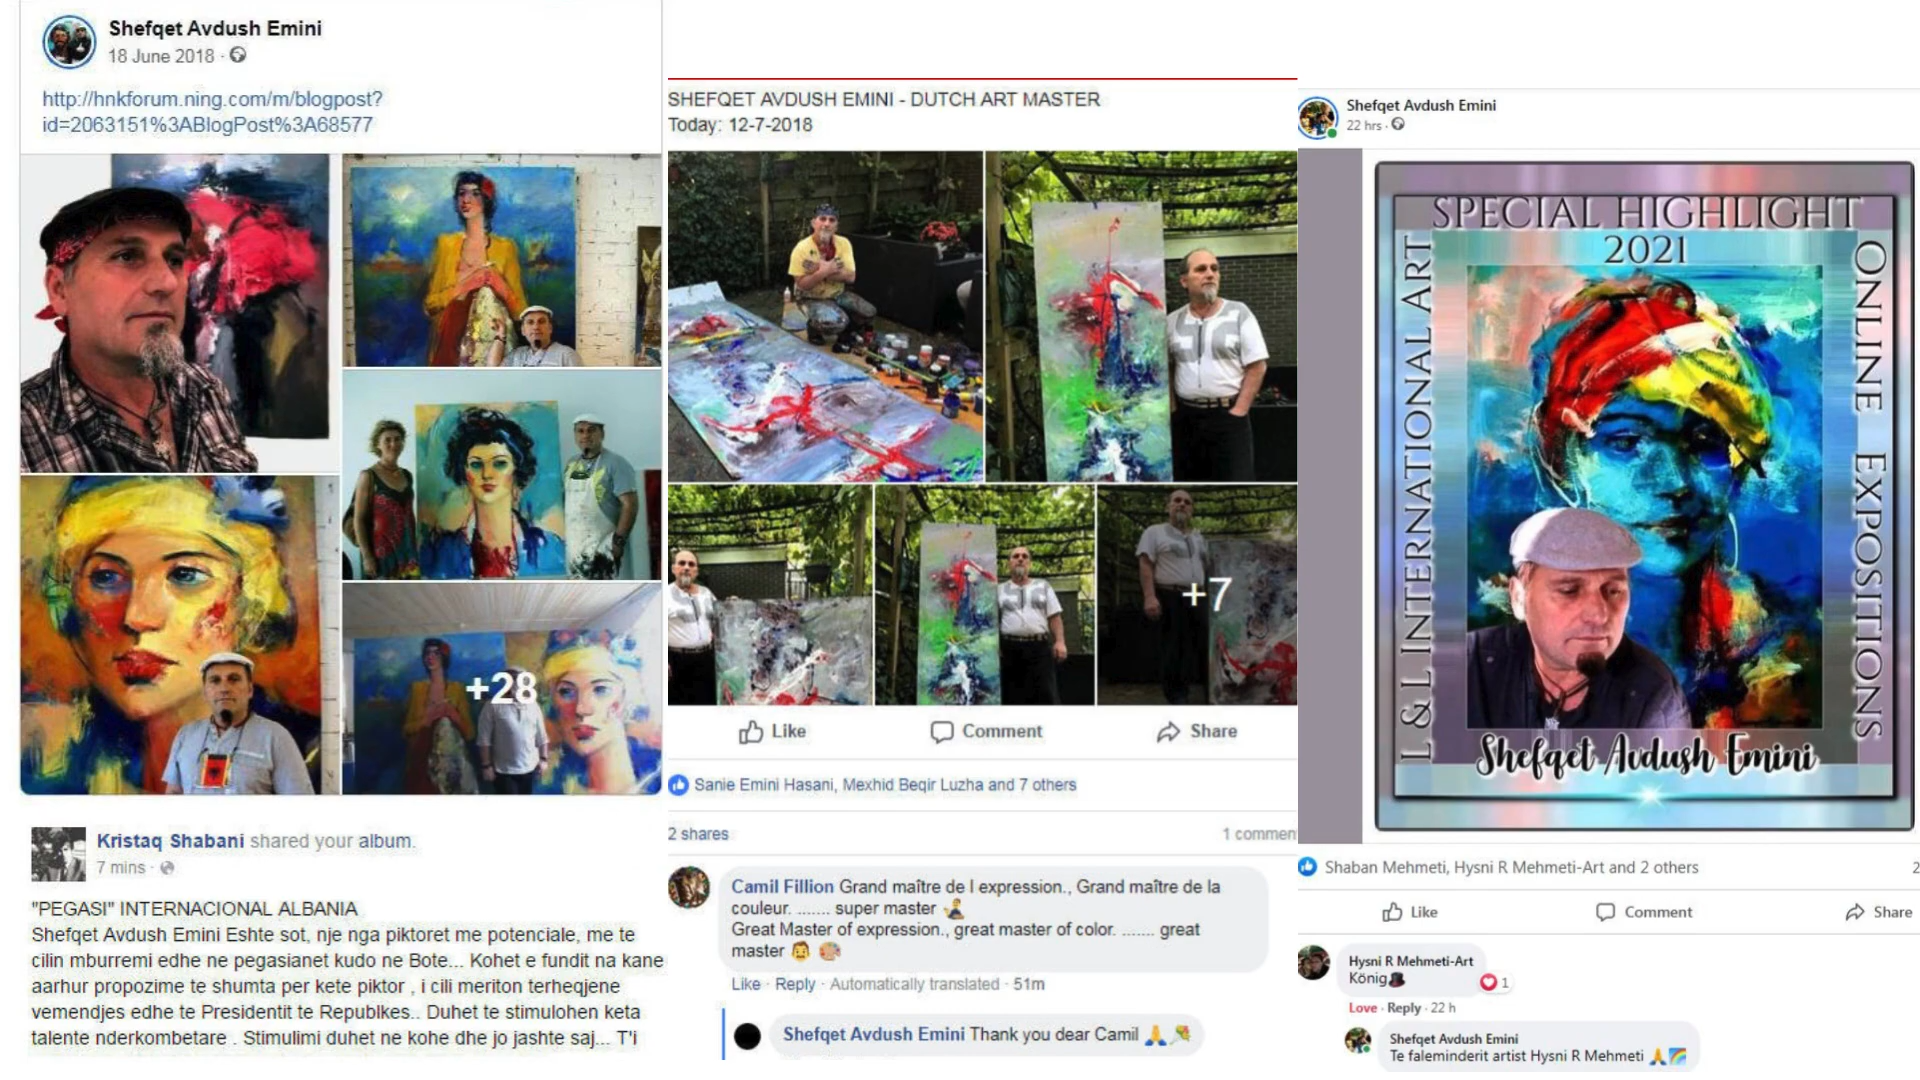 Shefqet Avdush Emini
18 June 2018 ·
http://hnkforum.ning.com/m/blogpost?
id=2063151%3ABlogPost%3A68577
+28
Kristaq Shabani shared your album.
7 mins ·
"PEGASI" INTERNACIONAL ALBANIA
Shefqet Avdush Emini Eshte sot, nje nga piktoret me potenciale, me te
cilin mburremi edhe ne pegasianet kudo ne Bote... Kohet e fundit na kane
aarhur propozime te shumta per kete piktor , i cili meriton terheqjene
vemendjes edhe te Presidentit te Republkes.. Duhet te stimulohen keta
talente nderkombetare . Stimulimi duhet ne kohe dhe jo jashte saj... T'i
SHEFQET AVDUSH EMINI - DUTCH ART MASTER
Today: 12-7-2018
+7
Like Comment Share
Sanie Emini Hasani, Mexhid Beqir Luzha and 7 others
2 shares 1 commen
Camil Fillion Grand maître de l expression., Grand maître de la
couleur. ....... super master
Great Master of expression., great master of color. ....... great
master
Like · Reply · Automatically translated · 51m
Shefqet Avdush Emini Thank you dear Camil
Shefqet Avdush Emini
22 hrs ·
SPECIAL HIGHLIGHT
2021
L & L INTERNATIONAL ART
ONLINE EXPOSITIONS
Shefqet Avdush Emini
Shaban Mehmeti, Hysni R Mehmeti-Art and 2 others 2
Like Comment Share
Hysni R Mehmeti-Art
König
1
Love · Reply · 22 h
Shefqet Avdush Emini
Te faleminderit artist Hysni R Mehmeti